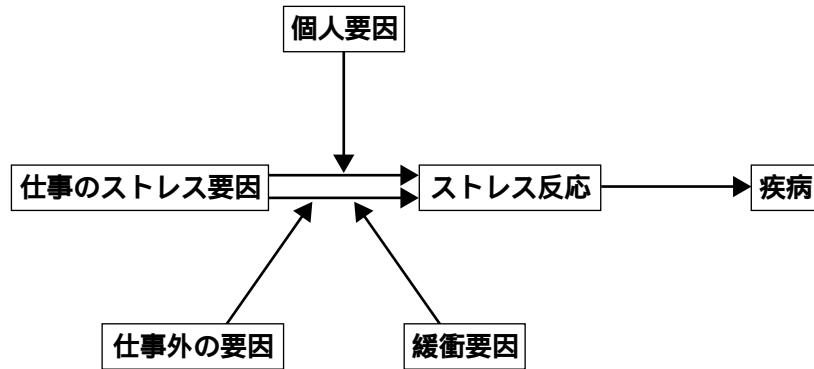 個人要因
仕事のストレス要因
ストレス反応
疾病
仕事外の要因
緩衝要因